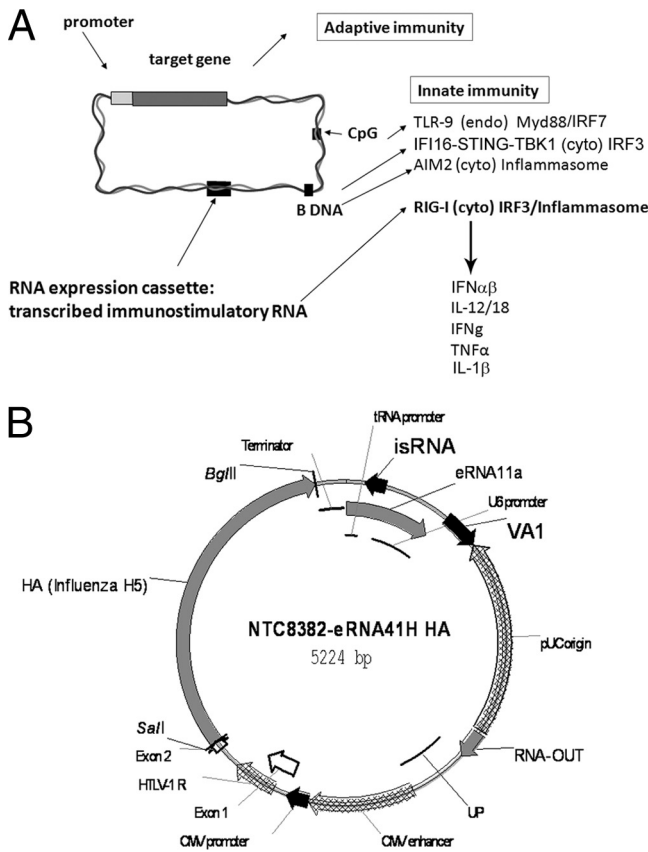 A
promoter
target gene
Adaptive immunity
Innate immunity
CpG
TLR-9 (endo) Myd88/IRF7
IFI16-STING-TBK1 (cyto) IRF3
AIM2 (cyto) Inflammasome
B DNA
RIG-I (cyto) IRF3/Inflammasome
RNA expression cassette:
transcribed immunostimulatory RNA
IFNαβ
IL-12/18
IFNg
TNFα
IL-1β
B
tRNA promoter
Terminator
isRNA
BglII
eRNA11a
U6 promoter
VA1
HA (Influenza H5)
NTC8382-eRNA41H HA
5224 bp
pUC origin
SalI
Exon 2
HTLV-1 R
Exon 1
CMV promoter
CMV enhancer
UP
RNA-OUT